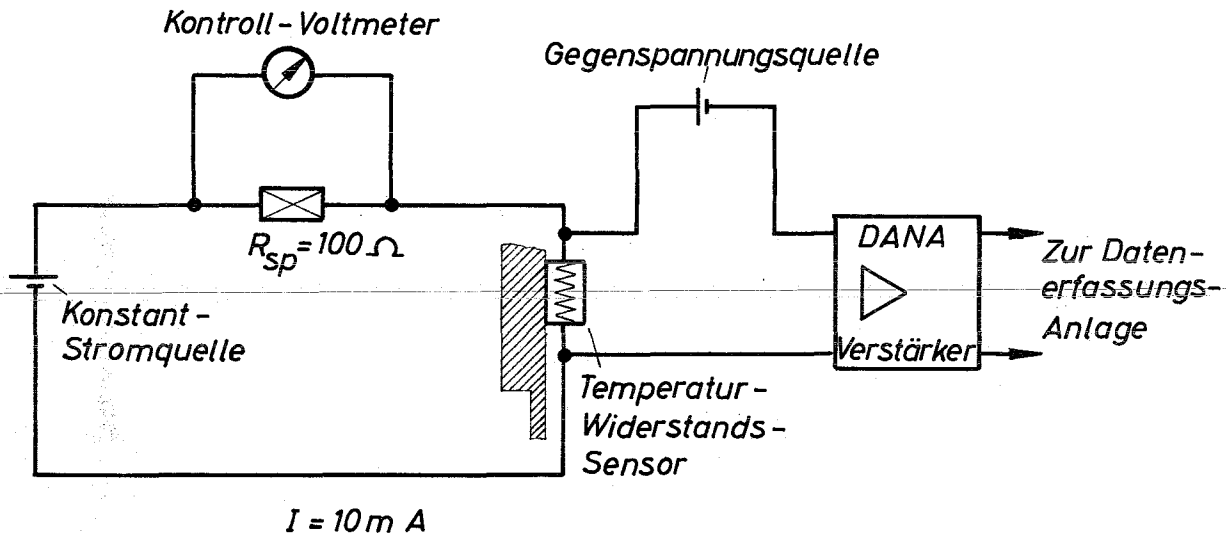 Kontroll-Voltmeter
Gegenspannungsquelle
R_sp = 100 Ω
DANA
Verstärker
Zur Daten-
erfassungs-
Anlage
Konstant-
Stromquelle
Temperatur-
Widerstands-
Sensor
I = 10 m A